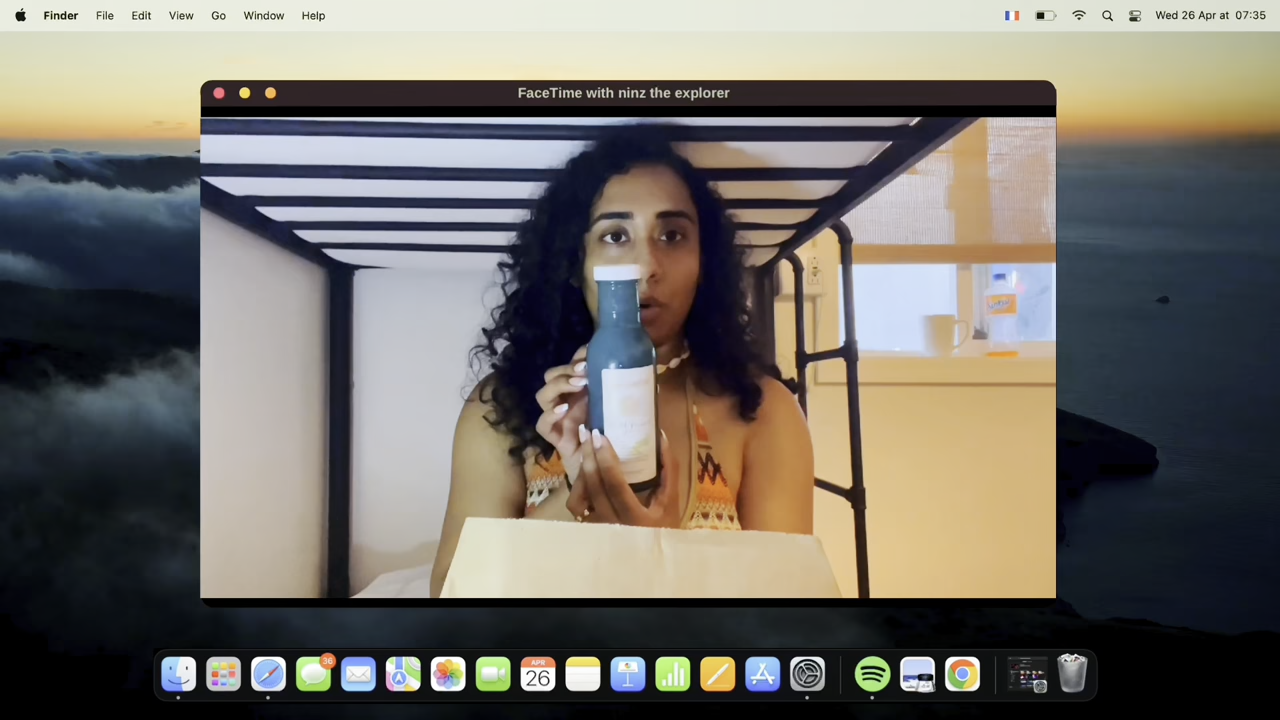 Finder File Edit View Go Window Help Wed 26 Apr at 07:35
FaceTime with ninz the explorer
36
APR
26